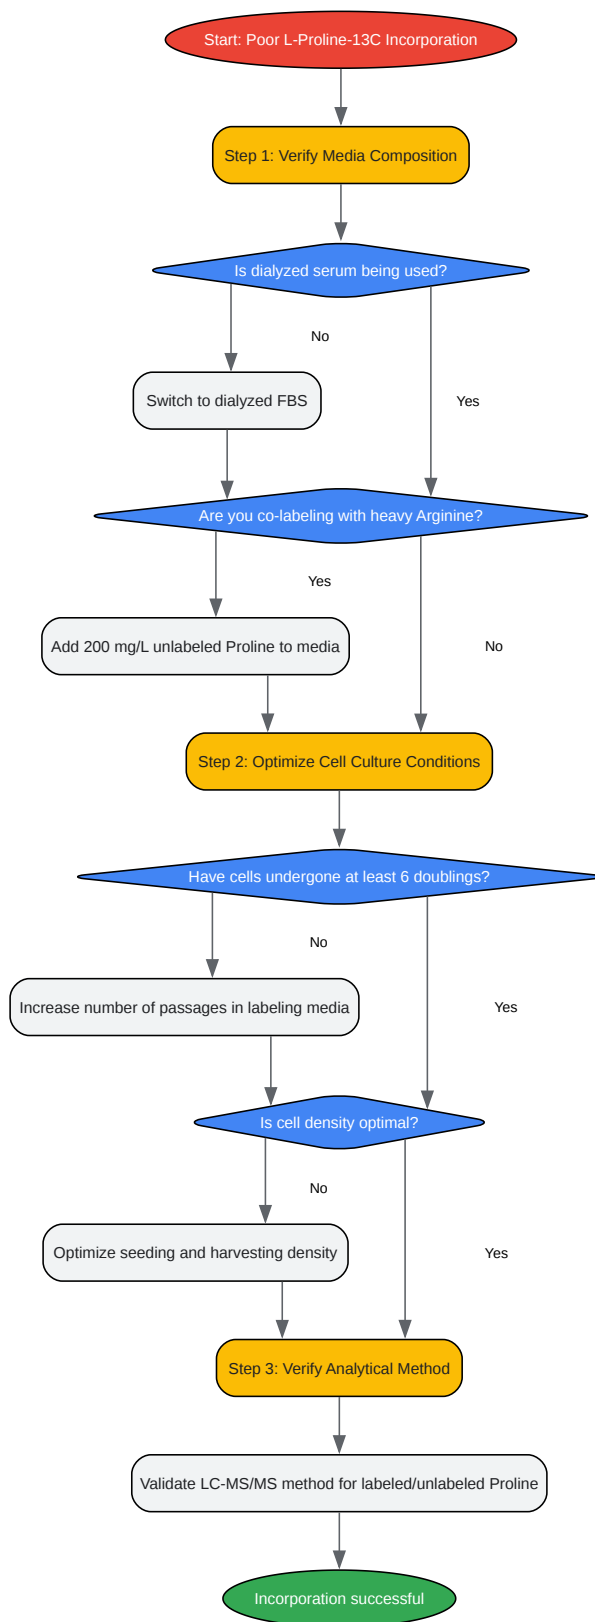 Start: Poor L-Proline-13C Incorporation
Step 1: Verify Media Composition
Is dialyzed serum being used?
No
Switch to dialyzed FBS
Yes
Are you co-labeling with heavy Arginine?
Yes
Add 200 mg/L unlabeled Proline to media
No
Step 2: Optimize Cell Culture Conditions
Have cells undergone at least 6 doublings?
No
Increase number of passages in labeling media
Yes
Is cell density optimal?
No
Optimize seeding and harvesting density
Yes
Step 3: Verify Analytical Method
Validate LC-MS/MS method for labeled/unlabeled Proline
Incorporation successful